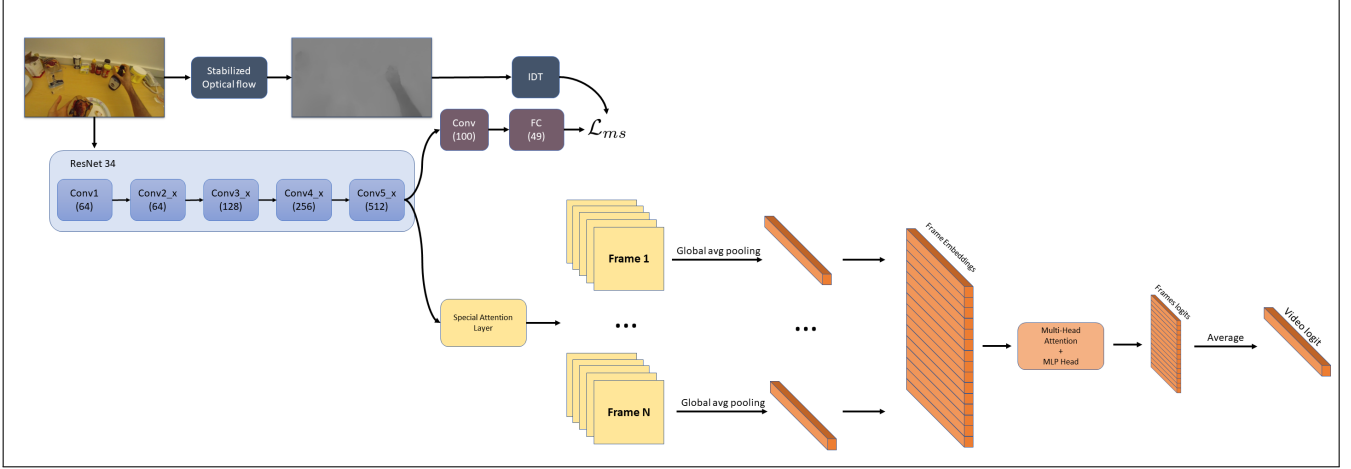 Stabilized
Optical flow
IDT
Conv
(100)
FC
(49)
ℒms
ResNet 34
Conv1
(64)
Conv2_x
(64)
Conv3_x
(128)
Conv4_x
(256)
Conv5_x
(512)
Frame 1
Global avg pooling
Frame Embeddings
Special Attention
Layer
...
...
Multi-Head
Attention
+
MLP Head
Frames logits
Average
Video logit
Frame N
Global avg pooling